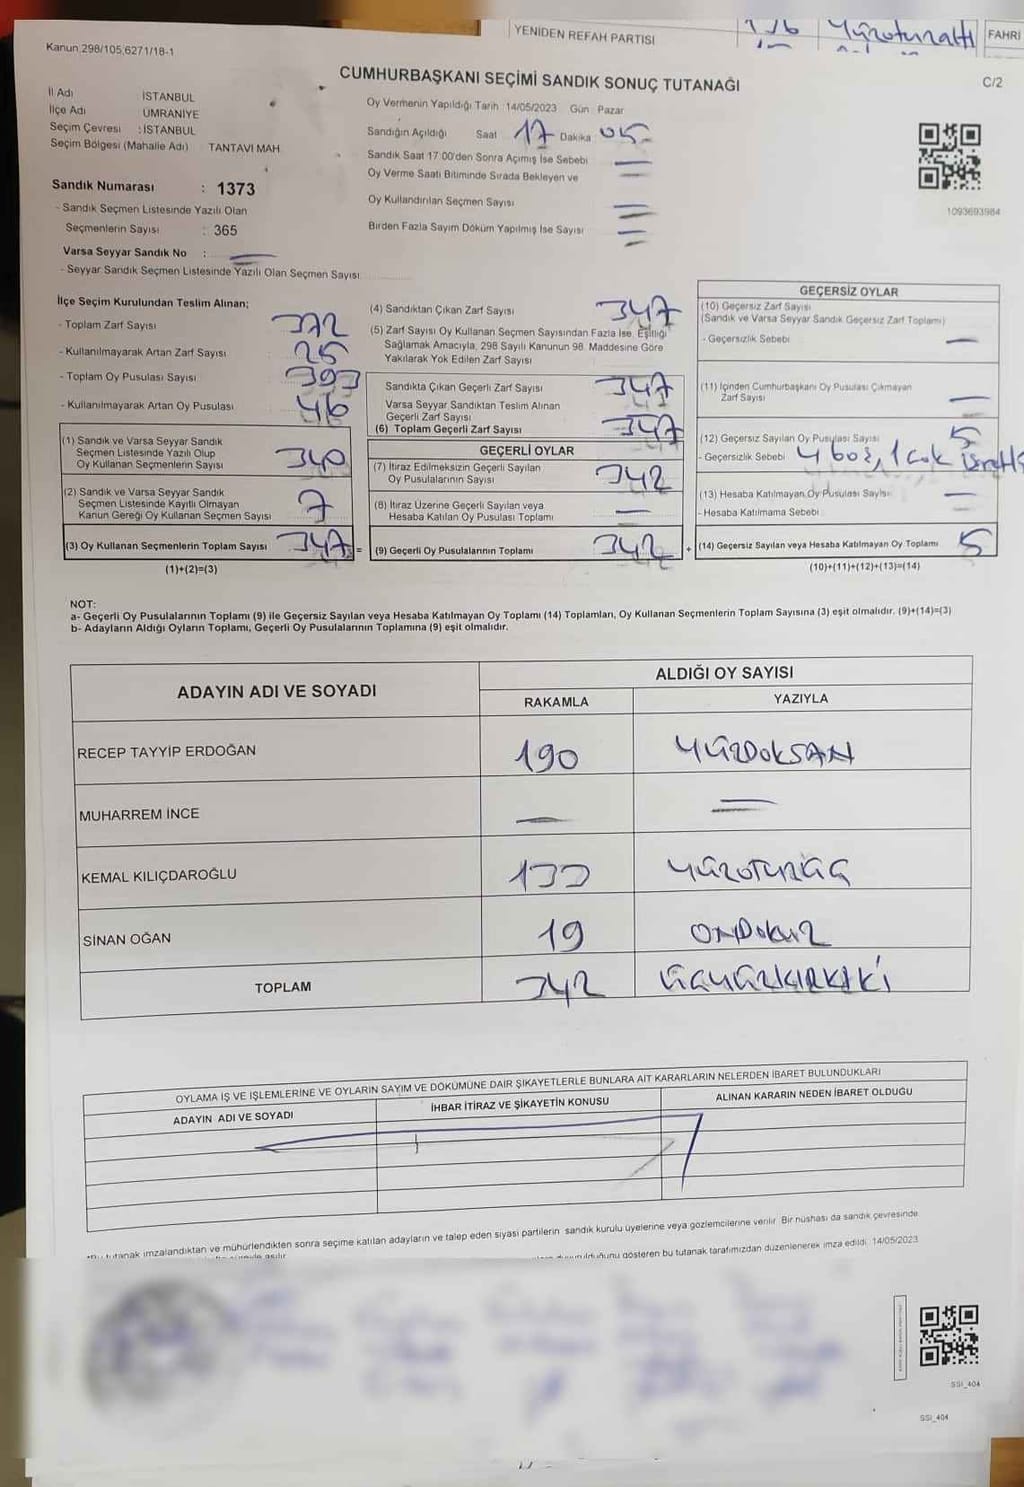 YENİDEN REFAH PARTİSI
136 Yüzotuzaltı
FAHRİ
Kanun 298/105,6271/18-1
CUMHURBAŞKANI SEÇİMİ SANDIK SONUÇ TUTANAĞI
C/2
İl Adı İSTANBUL
İlçe Adı ÜMRANİYE
Seçim Çevresi : İSTANBUL
Seçim Bölgesi (Mahalle Adı) TANTAVİ MAH
Oy Vermenin Yapıldığı Tarih : 14/05/2023 Gün : Pazar
Sandığın Açıldığı Saat 17 Dakika 05
Sandık Saat 17:00'den Sonra Açımış İse Sebebi —
Oy Verme Saati Bitiminde Sırada Bekleyen ve
Oy Kullandırılan Seçmen Sayısı —
Birden Fazla Sayım Döküm Yapılmış İse Sayısı —
1093693984
Sandık Numarası : 1373
- Sandık Seçmen Listesinde Yazılı Olan
Seçmenlerin Sayısı : 365
Varsa Seyyar Sandık No : —
- Seyyar Sandık Seçmen Listesinde Yazılı Olan Seçmen Sayısı
İlçe Seçim Kurulundan Teslim Alınan;
- Toplam Zarf Sayısı 372
- Kullanılmayarak Artan Zarf Sayısı 25
- Toplam Oy Pusulası Sayısı 393
- Kullanılmayarak Artan Oy Pusulası 46
(1) Sandık ve Varsa Seyyar Sandık
Seçmen Listesinde Yazılı Olup
Oy Kullanan Seçmenlerin Sayısı 340
(2) Sandık ve Varsa Seyyar Sandık
Seçmen Listesinde Kayıtlı Olmayan
Kanun Gereği Oy Kullanan Seçmen Sayısı 7
(3) Oy Kullanan Seçmenlerin Toplam Sayısı 347 =
(1)+(2)=(3)
(4) Sandıktan Çıkan Zarf Sayısı 347
(5) Zarf Sayısı Oy Kullanan Seçmen Sayısından Fazla İse, Eşitliği
Sağlamak Amacıyla, 298 Sayılı Kanunun 98. Maddesine Göre
Yakılarak Yok Edilen Zarf Sayısı
Sandıkta Çıkan Geçerli Zarf Sayısı 347
Varsa Seyyar Sandıktan Teslim Alınan
Geçerli Zarf Sayısı —
(6) Toplam Geçerli Zarf Sayısı 347
GEÇERLİ OYLAR
(7) İtiraz Edilmeksizin Geçerli Sayılan
Oy Pusulalarının Sayısı 342
(8) İtiraz Üzerine Geçerli Sayılan veya
Hesaba Katılan Oy Pusulası Toplamı —
(9) Geçerli Oy Pusulalarının Toplamı 342 +
GEÇERSİZ OYLAR
(10) Geçersiz Zarf Sayısı
(Sandık ve Varsa Seyyar Sandık Geçersiz Zarf Toplamı)
- Geçersizlik Sebebi —
(11) İçinden Cumhurbaşkanı Oy Pusulası Çıkmayan
Zarf Sayısı —
(12) Geçersiz Sayılan Oy Pusulası Sayısı 5
- Geçersizlik Sebebi 4 boş, 1 çok
(13) Hesaba Katılmayan Oy Pusulası Sayısı —
- Hesaba Katılmama Sebebi
(14) Geçersiz Sayılan veya Hesaba Katılmayan Oy Toplamı 5
(10)+(11)+(12)+(13)=(14)
NOT:
a- Geçerli Oy Pusulalarının Toplamı (9) ile Geçersiz Sayılan veya Hesaba Katılmayan Oy Toplamı (14) Toplamları, Oy Kullanan Seçmenlerin Toplam Sayısına (3) eşit olmalıdır. (9)+(14)=(3)
b- Adayların Aldığı Oyların Toplamı, Geçerli Oy Pusulalarının Toplamına (9) eşit olmalıdır.
ADAYIN ADI VE SOYADI ALDIĞI OY SAYISI
RAKAMLA YAZIYLA
RECEP TAYYİP ERDOĞAN 190 YÜZDOKSAN
MUHARREM İNCE — —
KEMAL KILIÇDAROĞLU 133 YÜZOTUZÜÇ
SİNAN OĞAN 19 ONDOKUZ
TOPLAM 342 ÜÇYÜZKIRKİKİ
OYLAMA İŞ VE İŞLEMLERİNE VE OYLARIN SAYIM VE DÖKÜMÜNE DAİR ŞİKAYETLERLE BUNLARA AİT KARARLARIN NELERDEN İBARET BULUNDUKLARI
ADAYIN ADI VE SOYADI İHBAR İTİRAZ VE ŞİKAYETİN KONUSU ALINAN KARARIN NEDEN İBARET OLDUĞU
*Bu tutanak imzalandıktan ve mühürlendikten sonra seçime katılan adayların ve talep eden siyasi partilerin sandık kurulu üyelerine veya gözlemcilerine verilir. Bir nüshası da sandık çevresinde
gösteren bu tutanak tarafımızdan düzenlenerek imza edildi. 14/05/2023
SSI_404
SSI_404